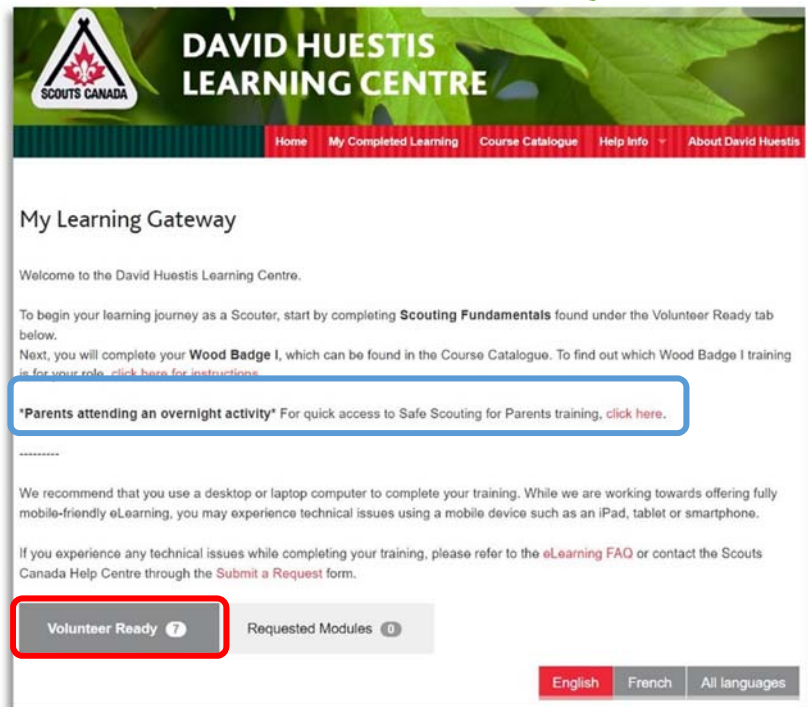 SCOUTS CANADA
DAVID HUESTIS
LEARNING CENTRE
Home My Completed Learning Course Catalogue Help Info About David Huestis
My Learning Gateway
Welcome to the David Huestis Learning Centre.
To begin your learning journey as a Scouter, start by completing Scouting Fundamentals found under the Volunteer Ready tab
below.
Next, you will complete your Wood Badge I, which can be found in the Course Catalogue. To find out which Wood Badge I training
is for your role, click here for instructions.
*Parents attending an overnight activity* For quick access to Safe Scouting for Parents training, click here.
---------
We recommend that you use a desktop or laptop computer to complete your training. While we are working towards offering fully
mobile-friendly eLearning, you may experience technical issues using a mobile device such as an iPad, tablet or smartphone.
If you experience any technical issues while completing your training, please refer to the eLearning FAQ or contact the Scouts
Canada Help Centre through the Submit a Request form.
Volunteer Ready 7 Requested Modules 0
English French All languages